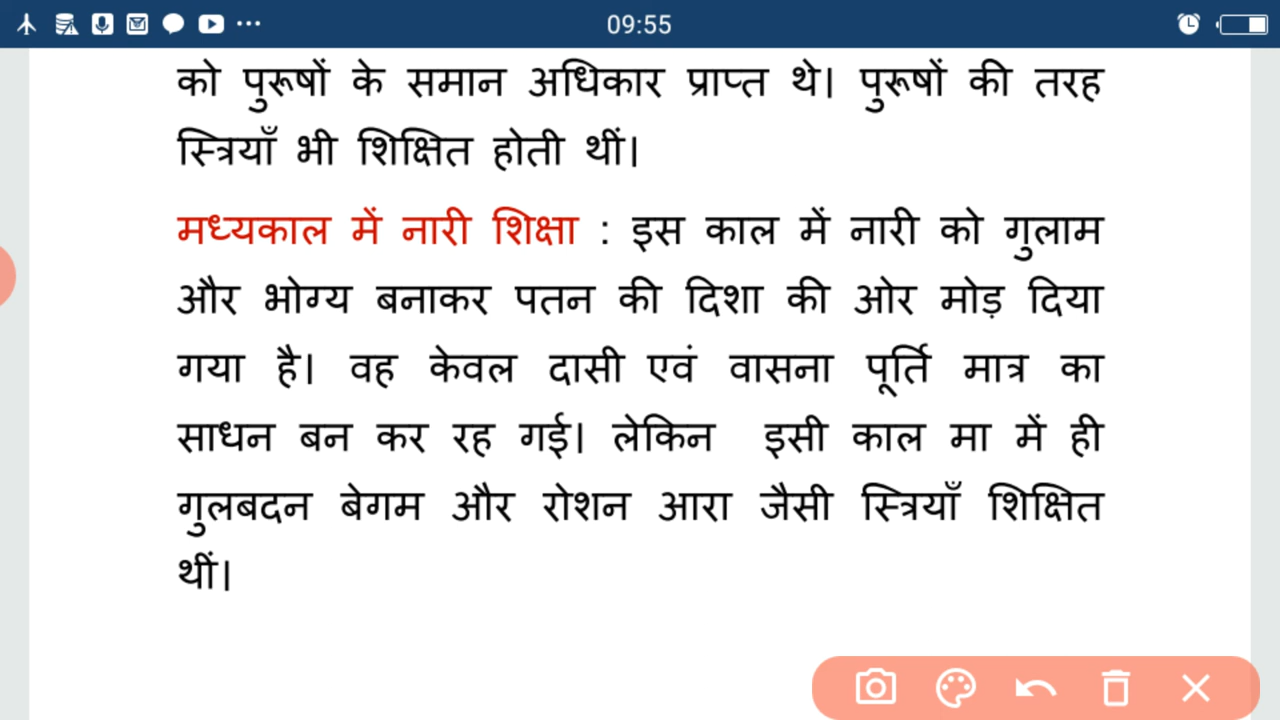 09:55
को पुरूषों के समान अधिकार प्राप्त थे। पुरूषों की तरह
स्त्रियाँ भी शिक्षित होती थीं।
मध्यकाल में नारी शिक्षा : इस काल में नारी को गुलाम
और भोग्य बनाकर पतन की दिशा की ओर मोड़ दिया
गया है। वह केवल दासी एवं वासना पूर्ति मात्र का
साधन बन कर रह गई। लेकिन इसी काल मा में ही
गुलबदन बेगम और रोशन आरा जैसी स्त्रियाँ शिक्षित
थीं।